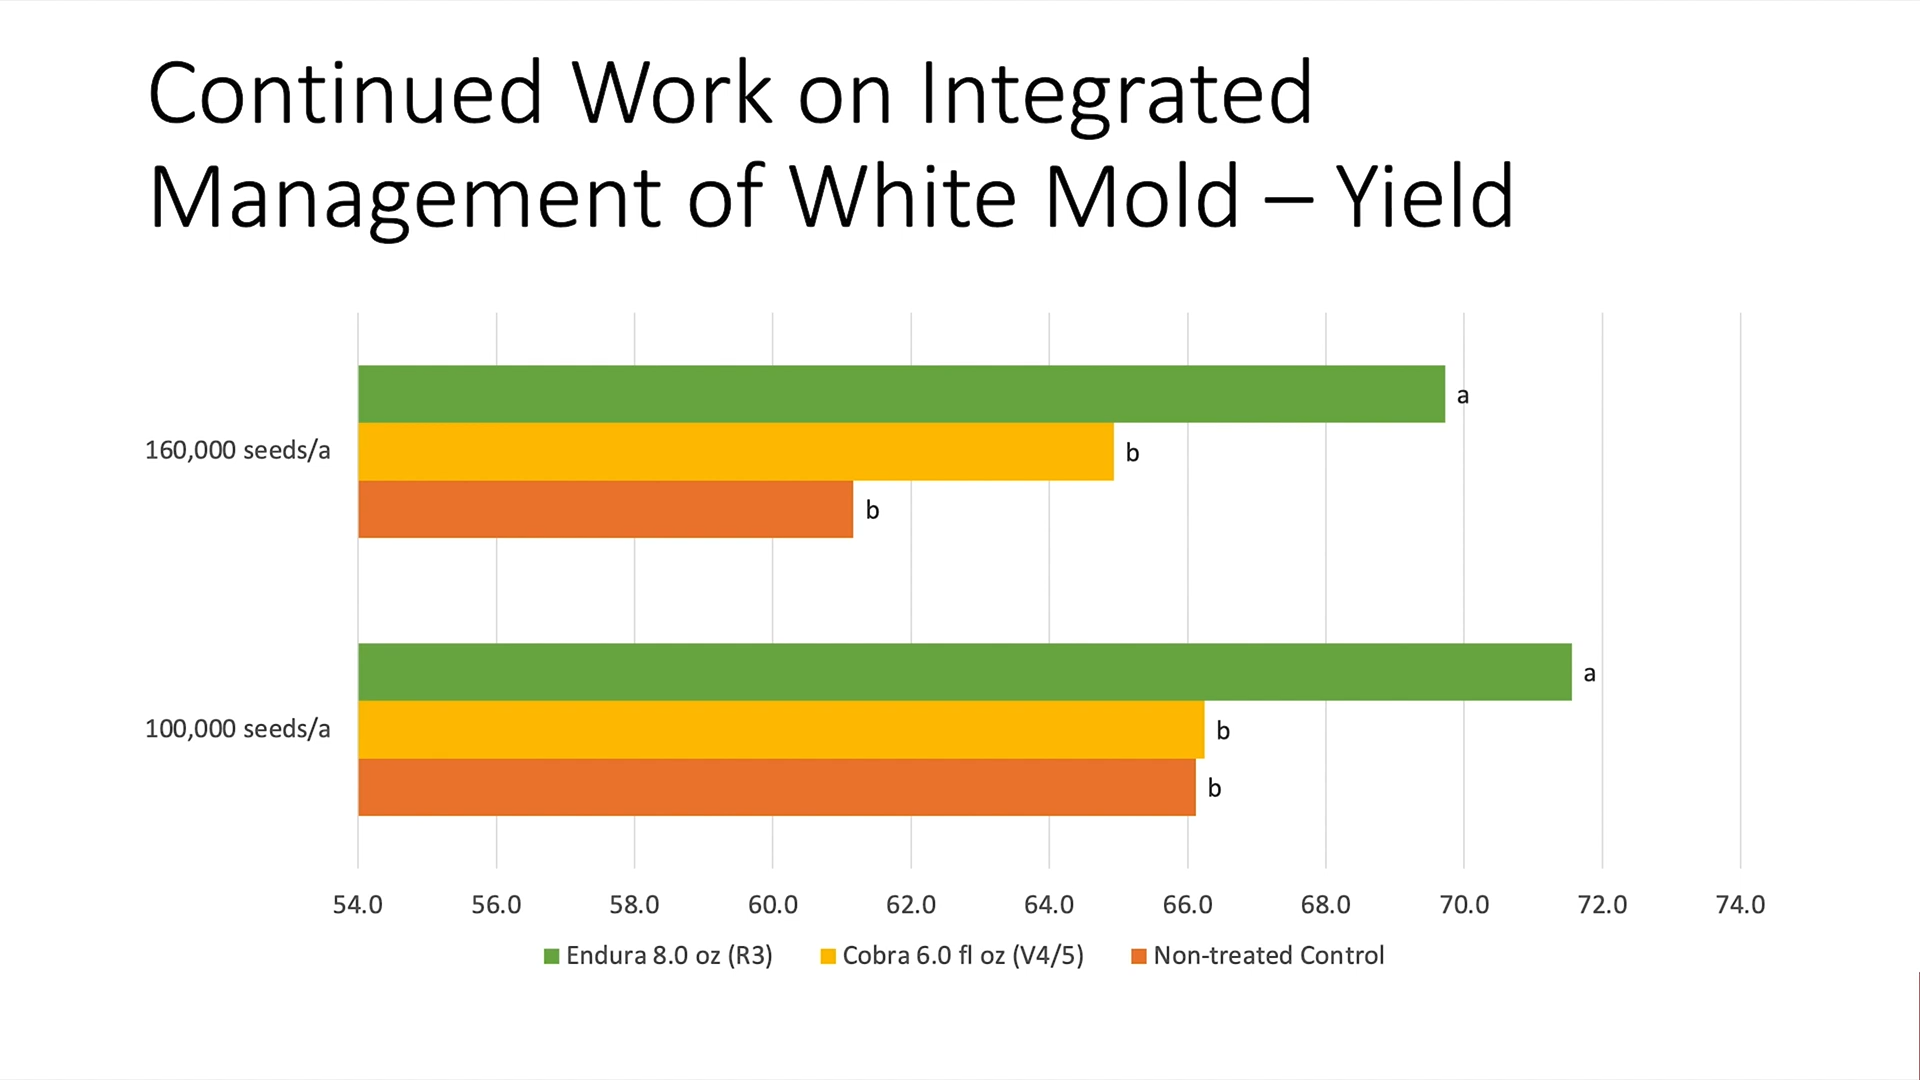 Continued Work on Integrated
Management of White Mold – Yield
a
160,000 seeds/a
b
b
a
100,000 seeds/a
b
b
54.0 56.0 58.0 60.0 62.0 64.0 66.0 68.0 70.0 72.0 74.0
Endura 8.0 oz (R3) Cobra 6.0 fl oz (V4/5) Non-treated Control